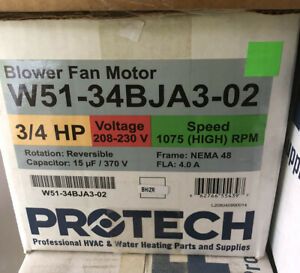 Blower Fan Motor
W51-34BJA3-02
3/4 HP
Voltage
208-230 V
Speed
1075 (HIGH) RPM
Rotation: Reversible
Capacitor: 15 µF / 370 V
Frame: NEMA 48
FLA: 4.0 A
W51-34BJA3-02
BHZR
PROTECH
Professional HVAC & Water Heating Parts and Supplies